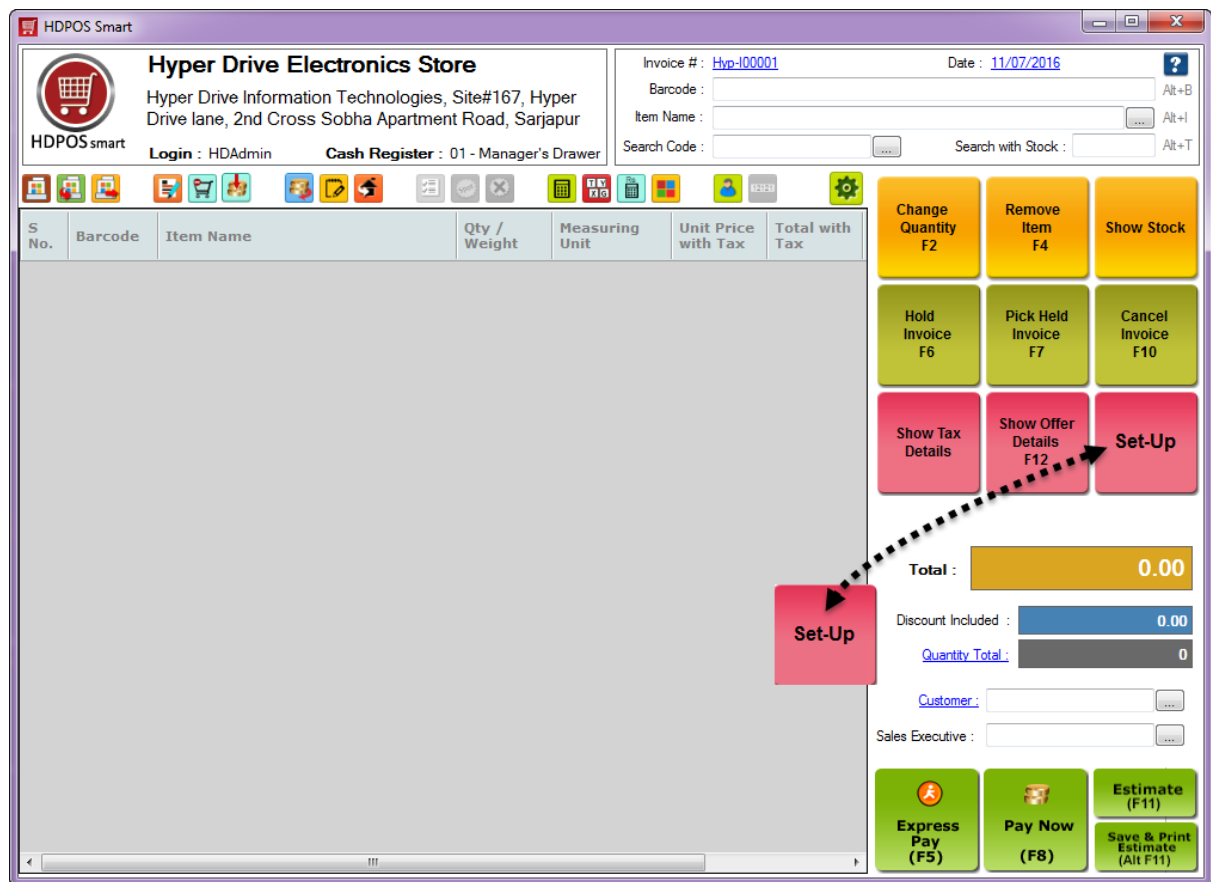 HDPOS Smart
HDPOS smart
Hyper Drive Electronics Store
Hyper Drive Information Technologies, Site#167, Hyper
Drive lane, 2nd Cross Sobha Apartment Road, Sarjapur
Login : HDAdmin Cash Register : 01 - Manager's Drawer
Invoice # : Hyp-I00001 Date : 11/07/2016 ?
Barcode : Alt+B
Item Name : ... Alt+I
Search Code : ... Search with Stock : Alt+T
S No. Barcode Item Name Qty / Weight Measuring Unit Unit Price with Tax Total with Tax
Change
Quantity
F2
Remove
Item
F4
Show Stock
Hold
Invoice
F6
Pick Held
Invoice
F7
Cancel
Invoice
F10
Show Tax
Details
Show Offer
Details
F12
Set-Up
Set-Up
Total : 0.00
Discount Included : 0.00
Quantity Total : 0
Customer : ...
Sales Executive : ...
Express
Pay
(F5)
Pay Now
(F8)
Estimate
(F11)
Save & Print
Estimate
(Alt F11)